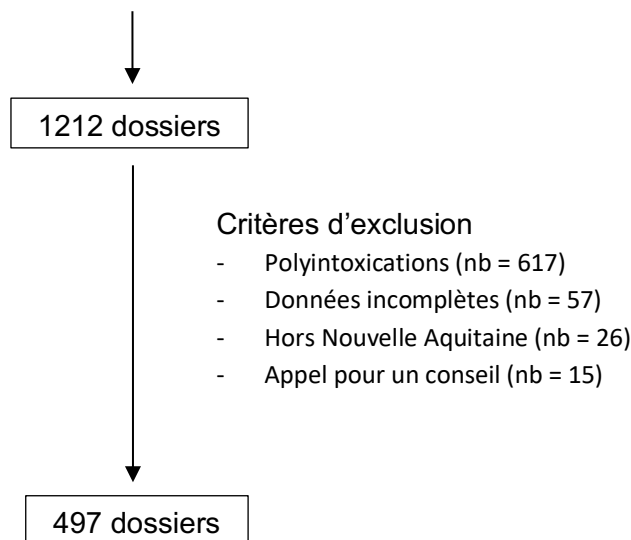 1212 dossiers
Critères d’exclusion
- Polyintoxications (nb = 617)
- Données incomplètes (nb = 57)
- Hors Nouvelle Aquitaine (nb = 26)
- Appel pour un conseil (nb = 15)
497 dossiers